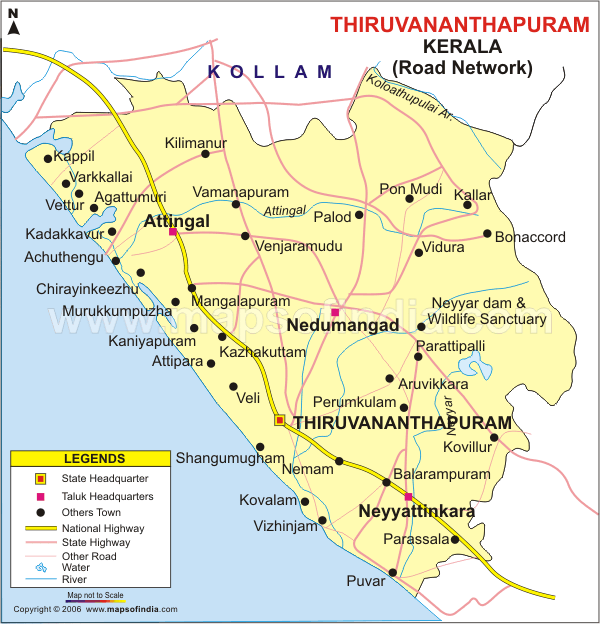 THIRUVANANTHAPURAM
KERALA
(Road Network)
N
KOLLAM
Koloathupulai Ar.
Kilimanur
Kappil
Varkkallai
Vettur
Agattumuri
Vamanapuram
Pon Mudi
Kallar
Attingal
Attingal
Palod
Kadakkavur
Venjaramudu
Vidura
Bonaccord
Achuthengu
Chirayinkeezhu
Mangalapuram
Murukkumpuzha
Neyyar dam &
Wildlife Sanctuary
www.mapsofindia.com
Nedumangad
Kaniyapuram
Kazhakuttam
Parattipalli
Attipara
Aruvikkara
Veli
Perumkulam
Neyyar
THIRUVANANTHAPURAM
Kovillur
Shangumugham
Nemam
Balarampuram
Kovalam
Neyyattinkara
Vizhinjam
Parassala
Puvar
LEGENDS
State Headquarter
Taluk Headquarters
Others Town
National Highway
State Highway
Other Road
Water
River
Map not to Scale
Copyright © 2006 www.mapsofindia.com